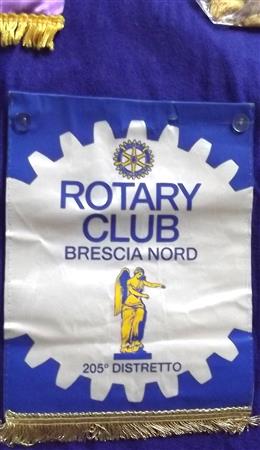 ROTARY
CLUB
BRESCIA NORD
205° DISTRETTO